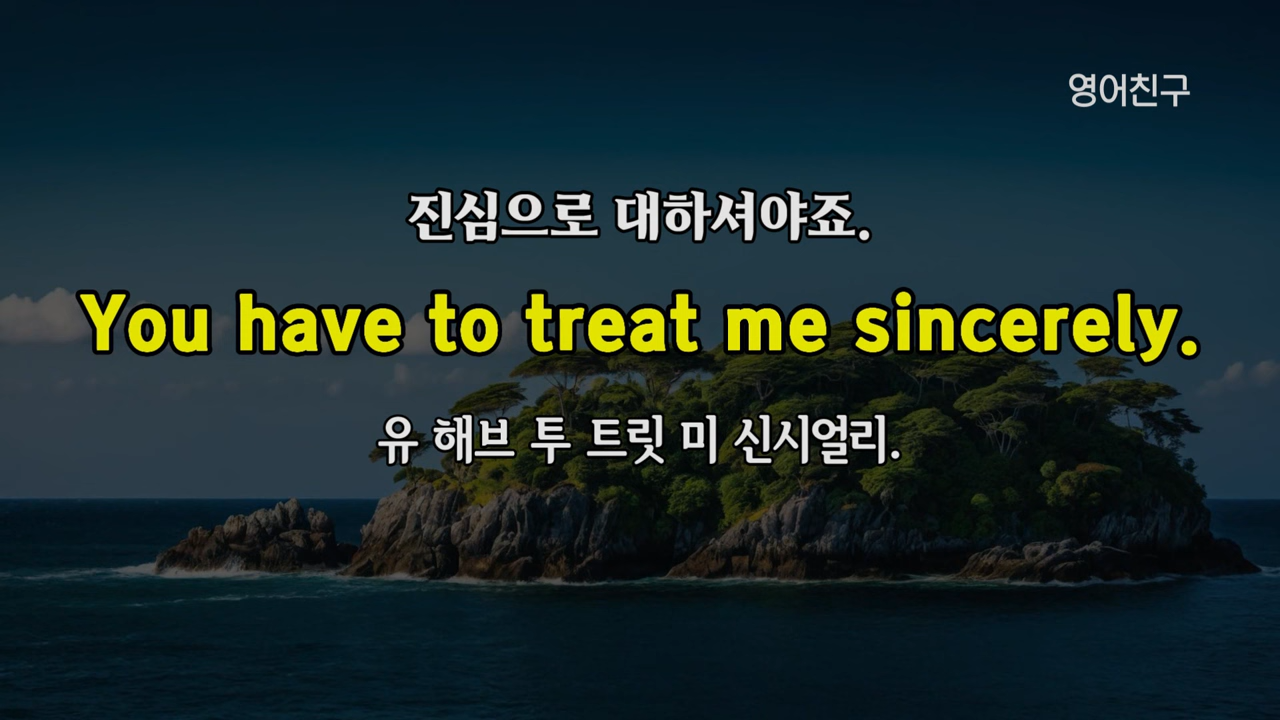 영어친구
진심으로 대하셔야죠.
You have to treat me sincerely.
유 해브 투 트릿 미 신시얼리.